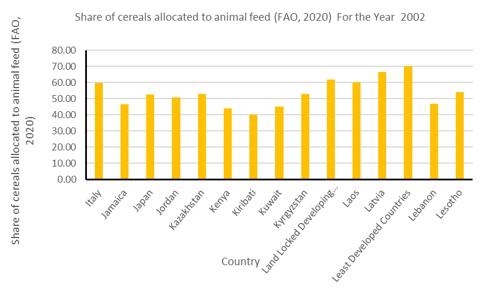 Share of cereals allocated to animal feed (FAO, 2020)  For the Year  2002
Share of cereals allocated to animal feed (FAO,
2020)
80.00
70.00
60.00
50.00
40.00
30.00
20.00
10.00
0.00
Italy
Jamaica
Japan
Jordan
Kazakhstan
Kenya
Kiribati
Kuwait
Kyrgyzstan
Land Locked Developing...
Laos
Latvia
Least Developed Countries
Lebanon
Lesotho
Country